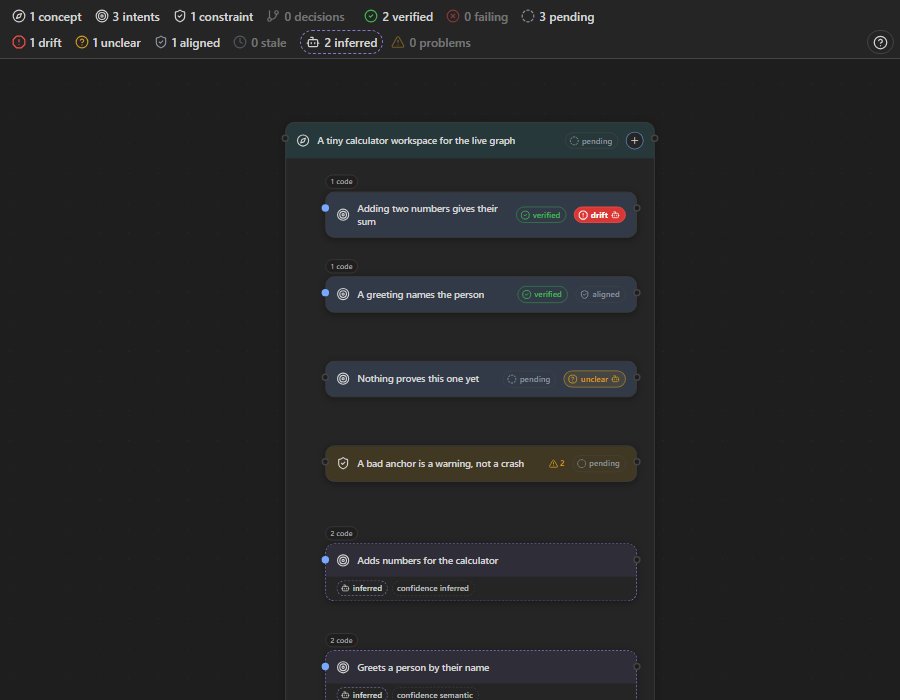 1 concept 3 intents 1 constraint 0 decisions 2 verified 0 failing 3 pending
1 drift 1 unclear 1 aligned 0 stale 2 inferred 0 problems
A tiny calculator workspace for the live graph pending
1 code
Adding two numbers gives their
sum
verified drift
1 code
A greeting names the person verified aligned
Nothing proves this one yet pending unclear
A bad anchor is a warning, not a crash 2 pending
2 code
Adds numbers for the calculator
inferred confidence inferred
2 code
Greets a person by their name
inferred confidence semantic